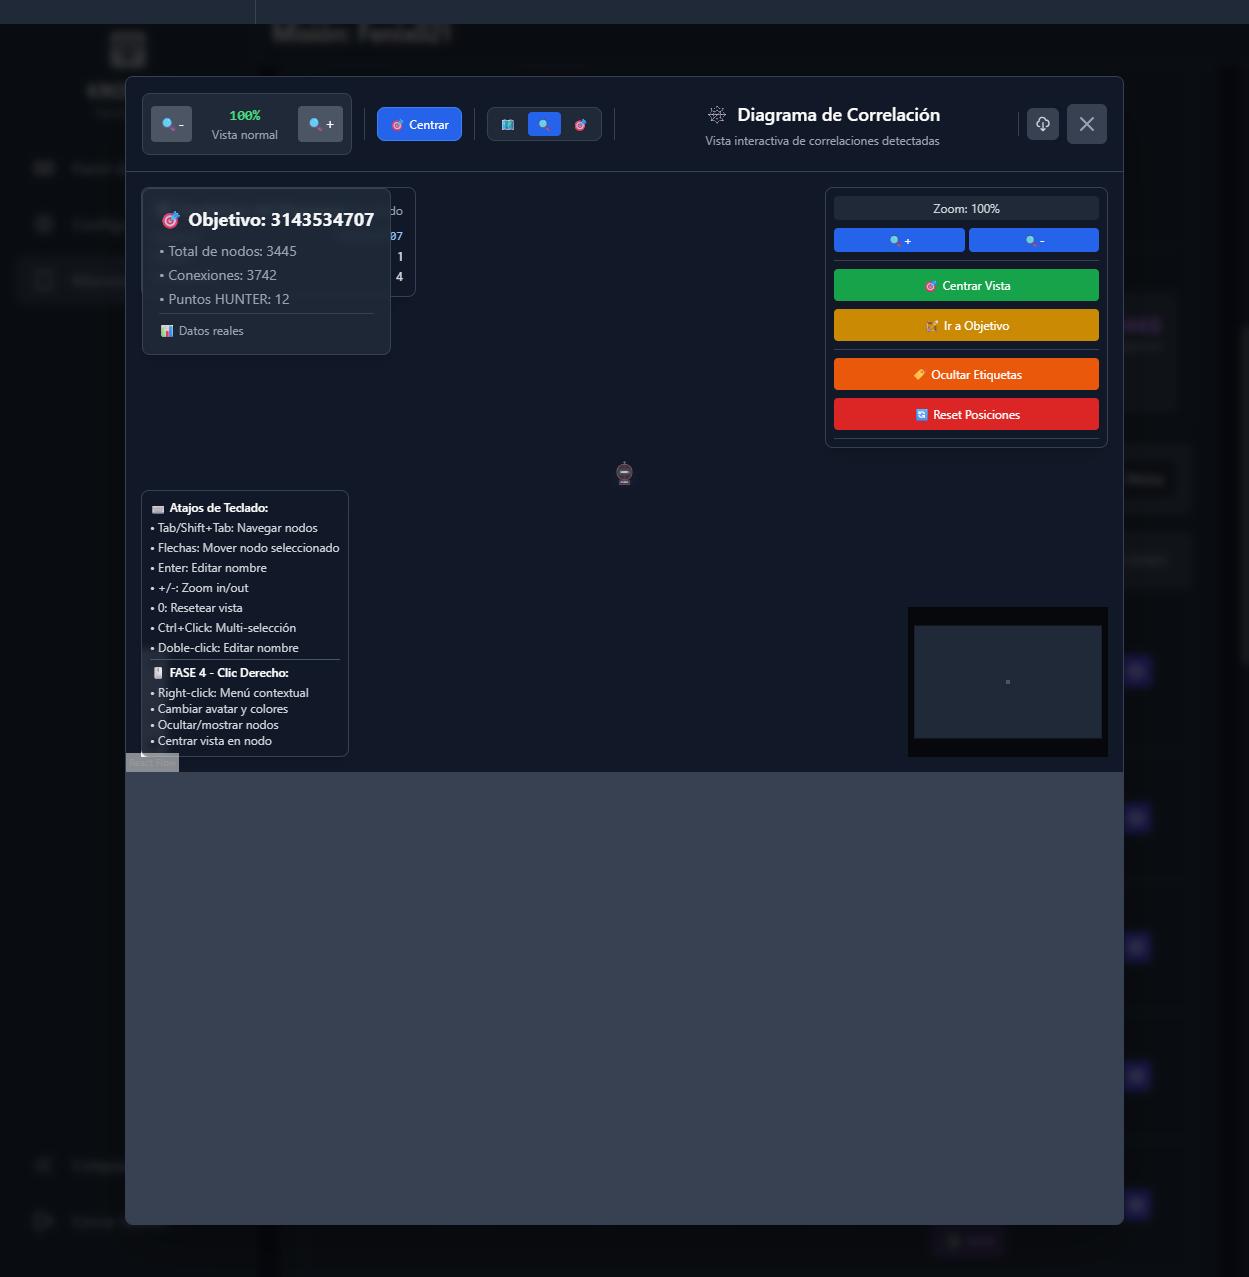 Misión: Fenix021
-
100%
Vista normal
+
Centrar
Diagrama de Correlación
Vista interactiva de correlaciones detectadas
Objetivo: 3143534707
• Total de nodos: 3445
• Conexiones: 3742
• Puntos HUNTER: 12
Datos reales
do
07
1
4
Zoom: 100%
+
-
Centrar Vista
Ir a Objetivo
Ocultar Etiquetas
Reset Posiciones
Atajos de Teclado:
• Tab/Shift+Tab: Navegar nodos
• Flechas: Mover nodo seleccionado
• Enter: Editar nombre
• +/-: Zoom in/out
• 0: Resetear vista
• Ctrl+Click: Multi-selección
• Doble-click: Editar nombre
FASE 4 - Clic Derecho:
• Right-click: Menú contextual
• Cambiar avatar y colores
• Ocultar/mostrar nodos
• Centrar vista en nodo
React Flow